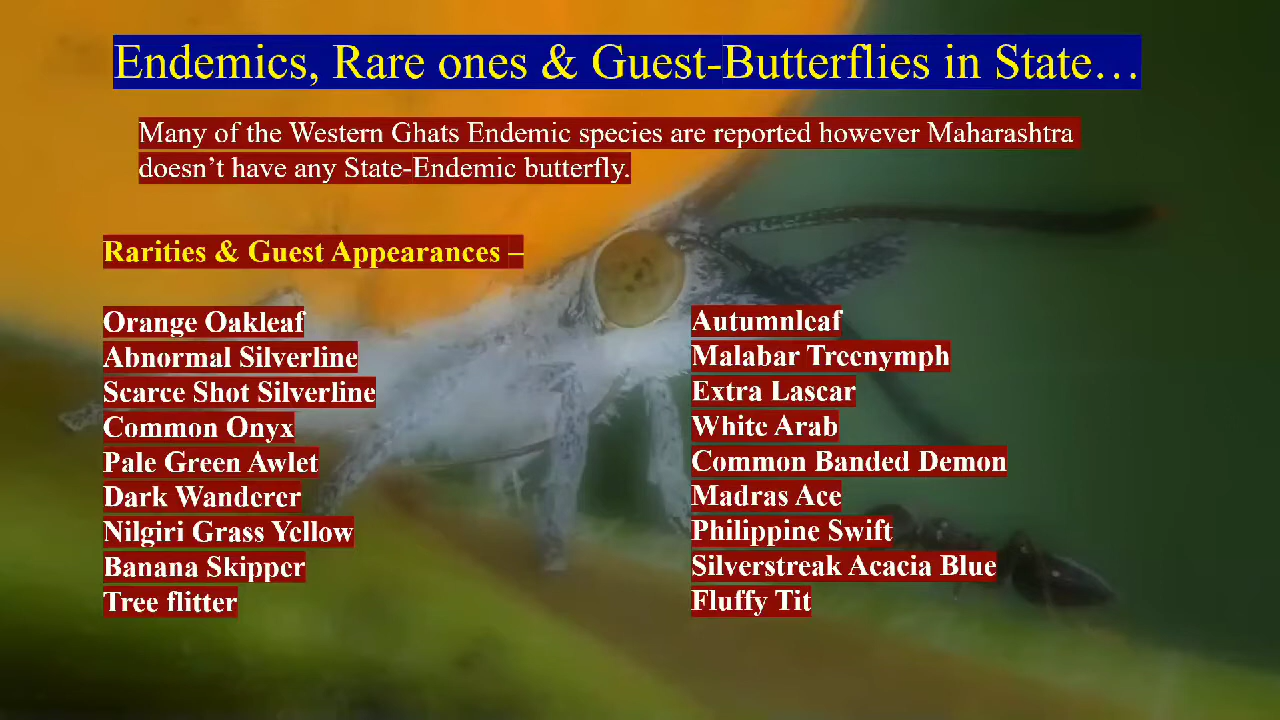 Endemics, Rare ones & Guest-Butterflies in State…
Many of the Western Ghats Endemic species are reported however Maharashtra
doesn’t have any State-Endemic butterfly.
Rarities & Guest Appearances –
Orange Oakleaf
Abnormal Silverline
Scarce Shot Silverline
Common Onyx
Pale Green Awlet
Dark Wanderer
Nilgiri Grass Yellow
Banana Skipper
Tree flitter
Autumnleaf
Malabar Treenymph
Extra Lascar
White Arab
Common Banded Demon
Madras Ace
Philippine Swift
Silverstreak Acacia Blue
Fluffy Tit